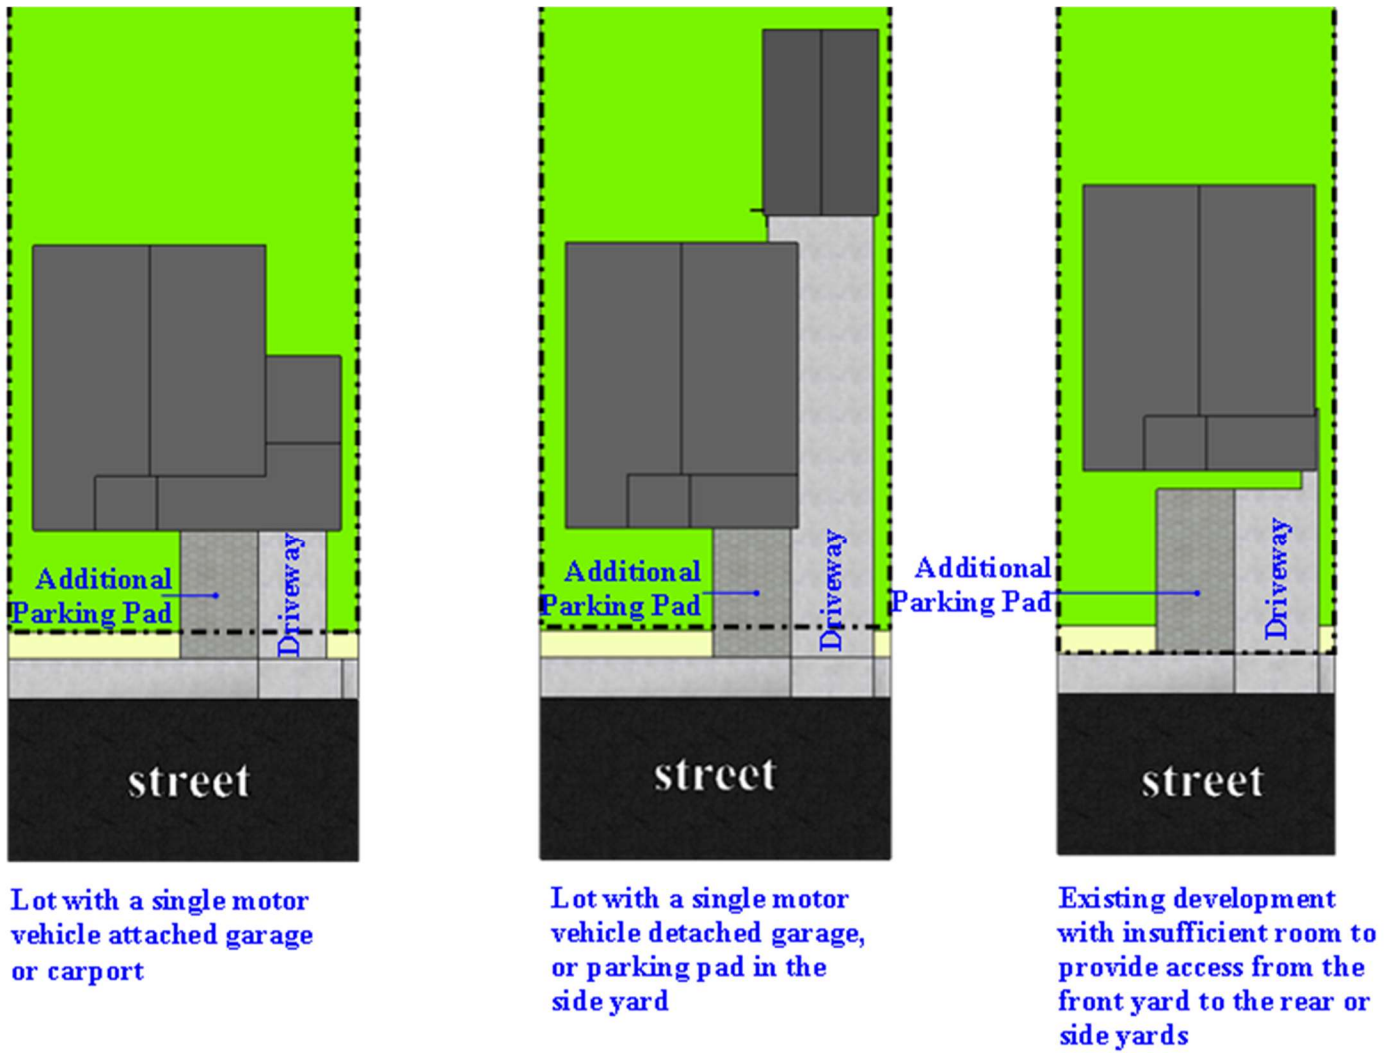 Additional
Parking Pad
Driveway
street
Lot with a single motor
vehicle attached garage
or carport
Additional
Parking Pad
Driveway
street
Lot with a single motor
vehicle detached garage,
or parking pad in the
side yard
Additional
Parking Pad
Driveway
street
Existing development
with insufficient room to
provide access from the
front yard to the rear or
side yards